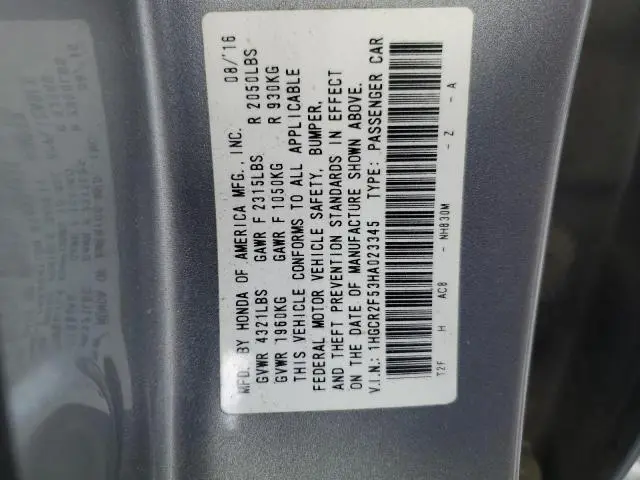 MFD. BY HONDA OF AMERICA MFG., INC. 08/'16
GVWR 4321LBS GAWR F 2315LBS R 2050LBS
GVWR 1960KG GAWR F 1050KG R 930KG
THIS VEHICLE CONFORMS TO ALL APPLICABLE
FEDERAL MOTOR VEHICLE SAFETY, BUMPER,
AND THEFT PREVENTION STANDARDS IN EFFECT
ON THE DATE OF MANUFACTURE SHOWN ABOVE.
V.I.N.: 1HGCR2F53HA023345 TYPE: PASSENGER CAR
T2F H AC8 - NH830M - Z - A